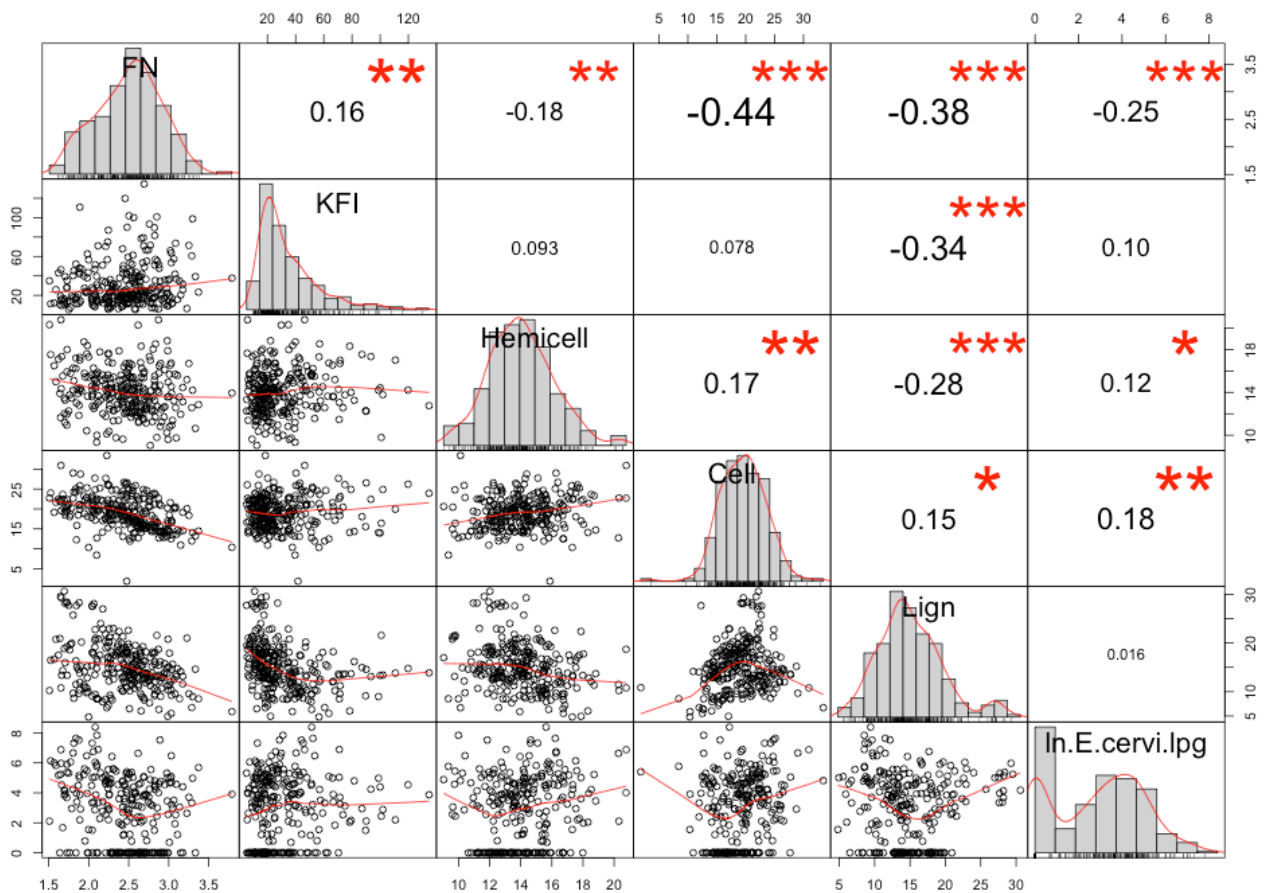 20 40 60 80 120
5 10 15 20 25 30
0 2 4 6 8
FN
**
0.16
**
-0.18
***
-0.44
***
-0.38
***
-0.25
1.5 2.5 3.5
20 60 100
KFI
0.093
0.078
***
-0.34
0.10
Hemicell
**
0.17
***
-0.28
*
0.12
10 14 18
5 15 25
Cell
*
0.15
**
0.18
Lign
0.016
5 10 20 30
0 2 4 6 8
ln.E.cervi.lpg
1.5 2.0 2.5 3.0 3.5
10 12 14 16 18 20
5 10 15 20 25 30